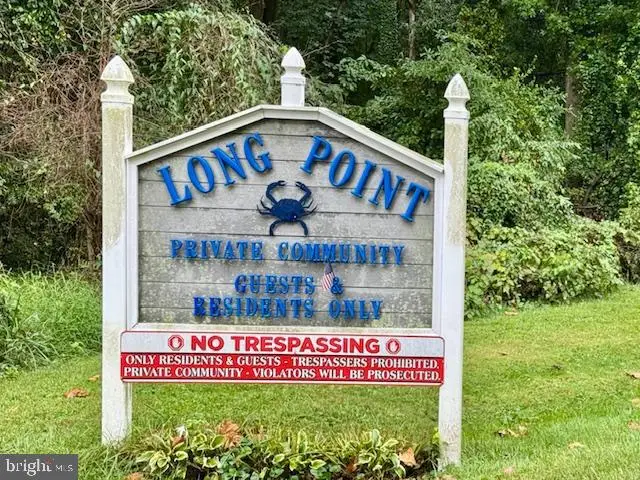 LONG POINT
PRIVATE COMMUNITY
GUESTS &
RESIDENTS ONLY
NO TRESPASSING
ONLY RESIDENTS & GUESTS - TRESPASSERS PROHIBITED.
PRIVATE COMMUNITY - VIOLATORS WILL BE PROSECUTED.
bright MLS